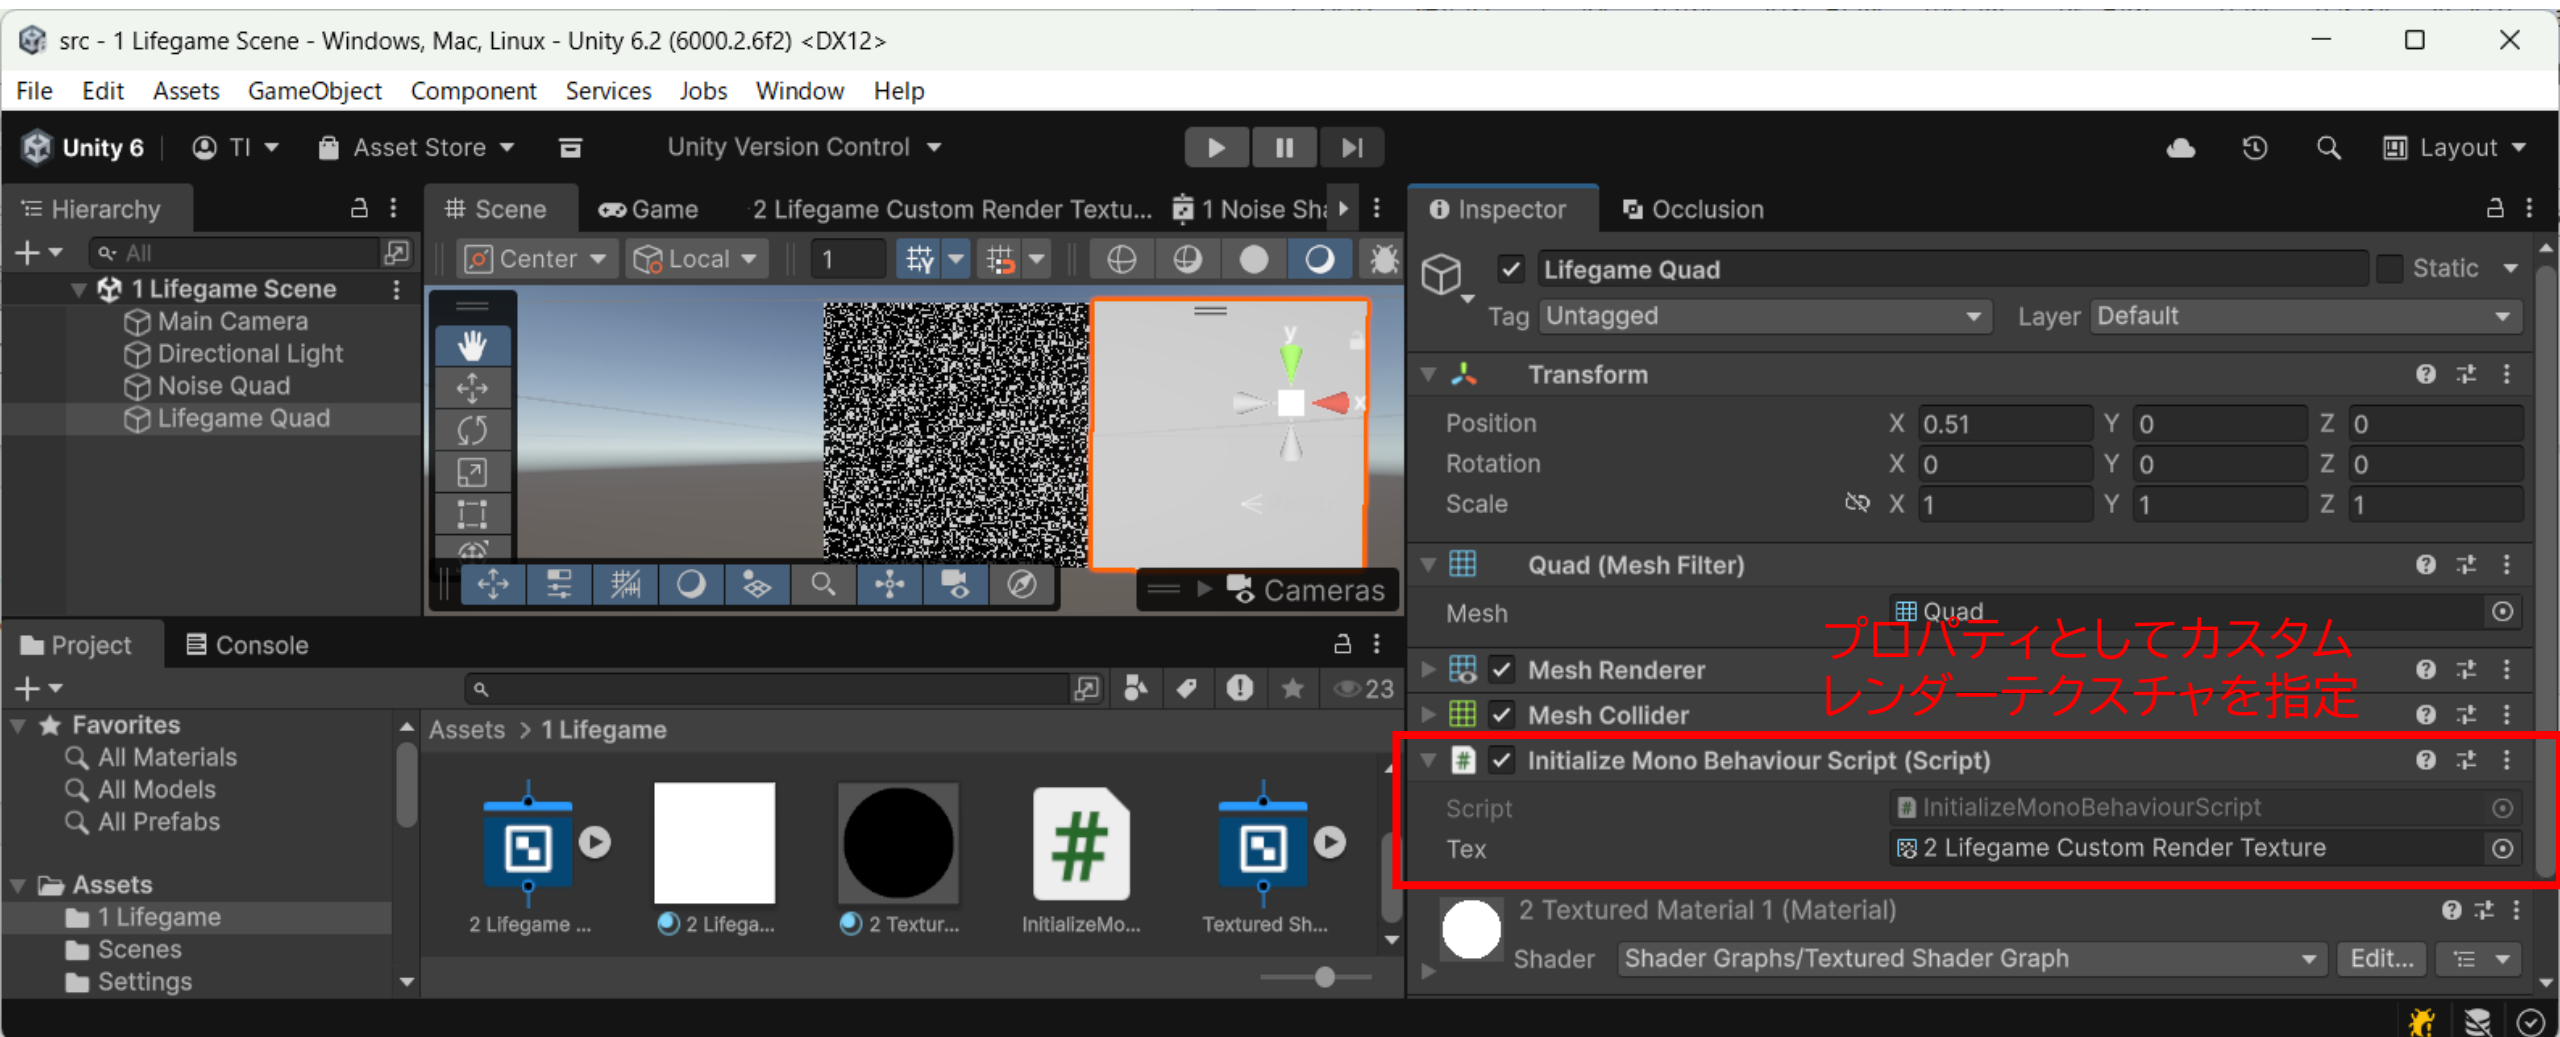 src - 1 Lifegame Scene - Windows, Mac, Linux - Unity 6.2 (6000.2.6f2) <DX12>
File Edit Assets GameObject Component Services Jobs Window Help
Unity 6 TI Asset Store Unity Version Control Layout
Hierarchy
All
1 Lifegame Scene
Main Camera
Directional Light
Noise Quad
Lifegame Quad
Scene Game 2 Lifegame Custom Render Textu... 1 Noise Sha
Center Local 1
y
x
Cameras
Project Console
23
Favorites
All Materials
All Models
All Prefabs
Assets
1 Lifegame
Scenes
Settings
Assets > 1 Lifegame
2 Lifegame ... 2 Lifega... 2 Textur... InitializeMo... Textured Sh...
Inspector Occlusion
Lifegame Quad Static
Tag Untagged Layer Default
Transform
Position X 0.51 Y 0 Z 0
Rotation X 0 Y 0 Z 0
Scale X 1 Y 1 Z 1
Quad (Mesh Filter)
Mesh Quad
プロパティとしてカスタム
レンダーテクスチャを指定
Mesh Renderer
Mesh Collider
Initialize Mono Behaviour Script (Script)
Script InitializeMonoBehaviourScript
Tex 2 Lifegame Custom Render Texture
2 Textured Material 1 (Material)
Shader Shader Graphs/Textured Shader Graph Edit...